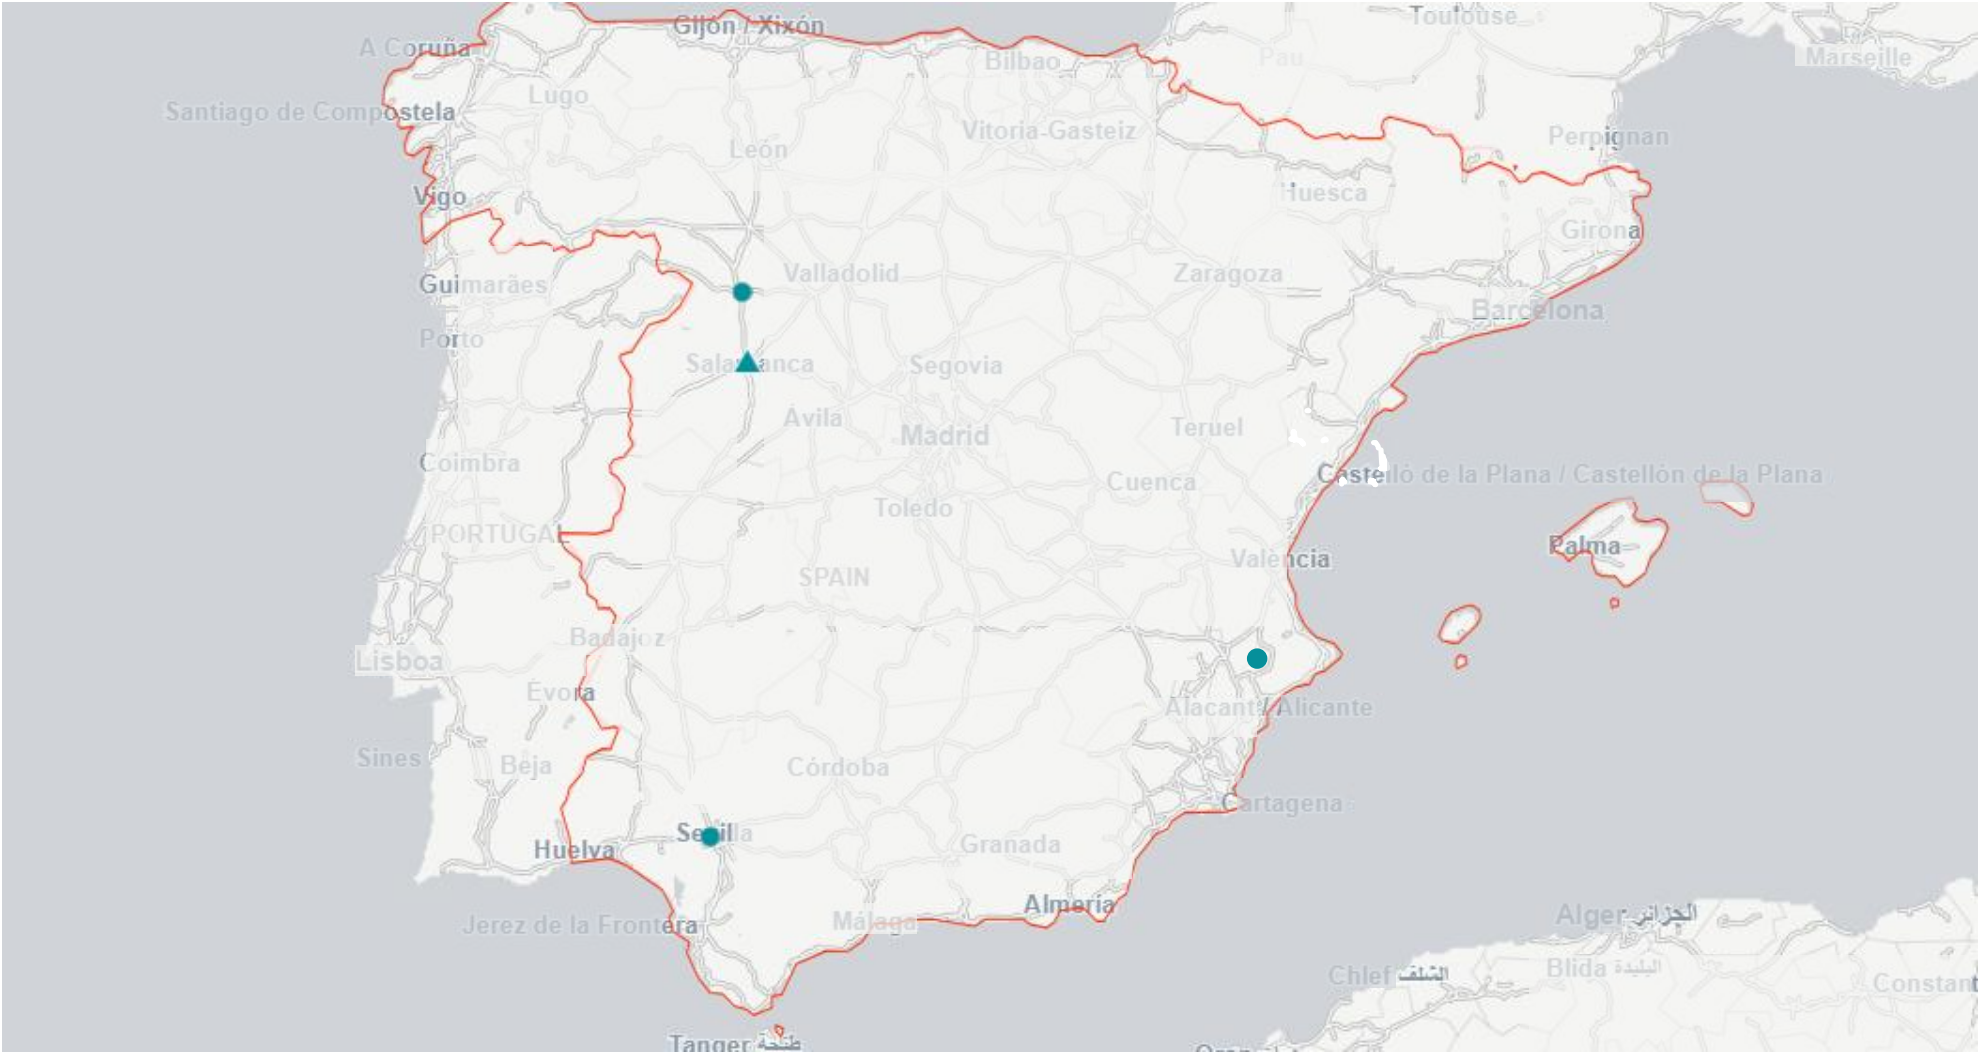 Toulouse
Gijón / Xixón
A Coruña
Marseille
Pau
Bilbao
Lugo
Santiago de Compostela
Vitoria-Gasteiz
Perpignan
León
Huesca
Vigo
Girona
Valladolid
Zaragoza
Guimarães
Barcelona
Porto
Salamanca
Segovia
Ávila
Teruel
Madrid
Coimbra
Castelló de la Plana / Castellón de la Plana
Cuenca
Toledo
PORTUGAL
Palma
València
SPAIN
Badajoz
Lisboa
Évora
Alacant / Alicante
Sines
Beja
Córdoba
Cartagena
Sevilla
Granada
Huelva
Almería
Alger الجزائر
Málaga
Jerez de la Frontera
Blida البليدة
Chlef الشلف
Constant
Tanger طنجة
Oran